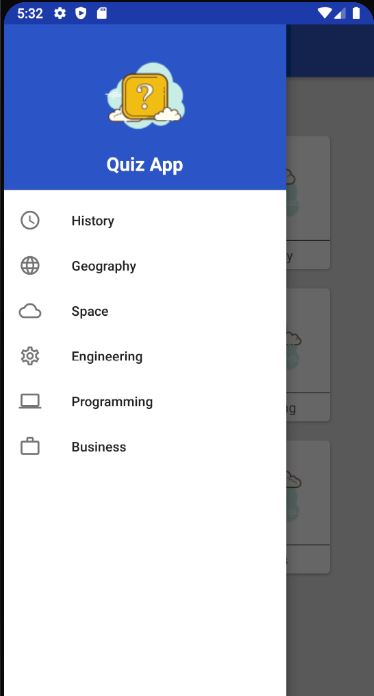 5:32
?
Quiz App
History
Geography
y
Space
Engineering
Programming
g
Business